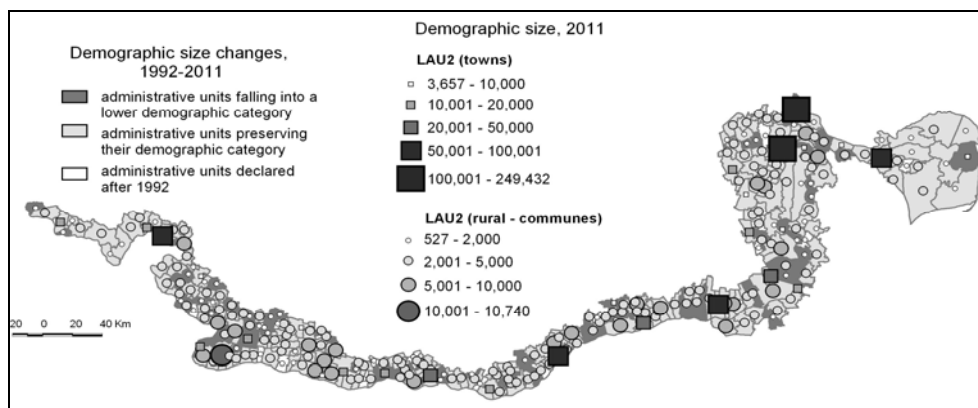 Demographic size changes,
1992-2011
administrative units falling into a
lower demographic category
administrative units preserving
their demographic category
administrative units declared
after 1992
Demographic size, 2011
LAU2 (towns)
3,657 - 10,000
10,001 - 20,000
20,001 - 50,000
50,001 - 100,001
100,001 - 249,432
LAU2 (rural - communes)
527 - 2,000
2,001 - 5,000
5,001 - 10,000
10,001 - 10,740
20 0 20 40 Km